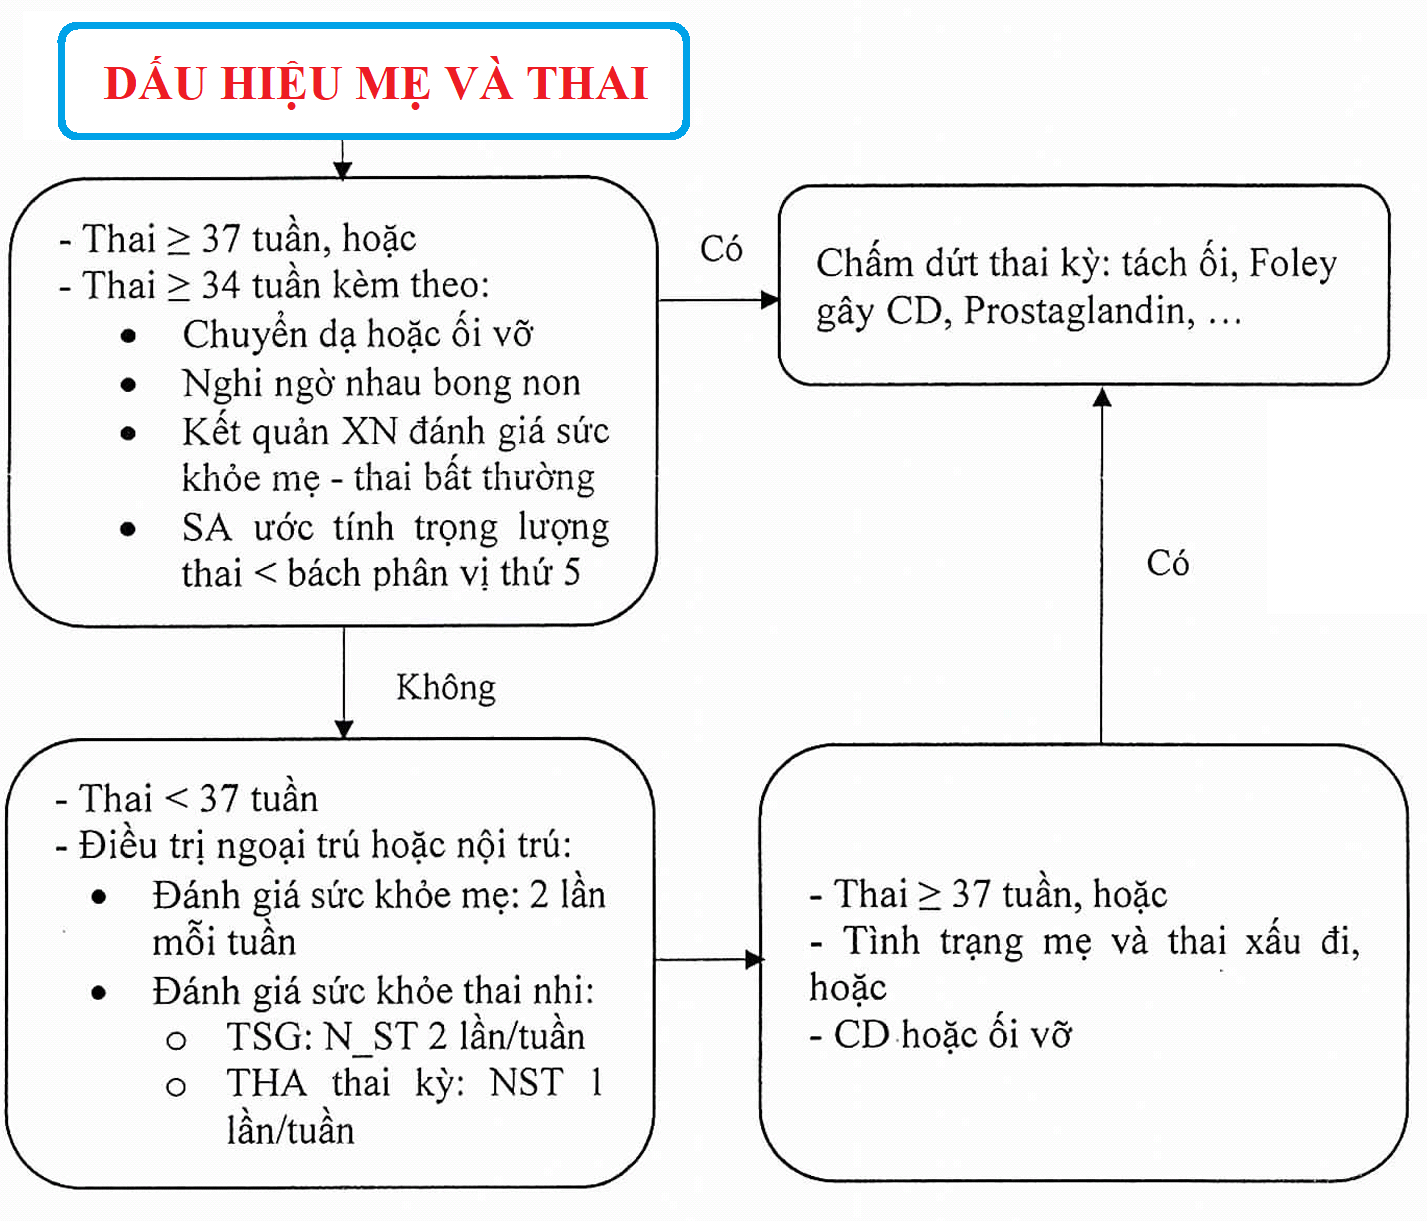 DẤU HIỆU MẸ VÀ THAI
- Thai ≥ 37 tuần, hoặc
- Thai ≥ 34 tuần kèm theo:
• Chuyển dạ hoặc ối vỡ
• Nghi ngờ nhau bong non
• Kết quản XN đánh giá sức
khỏe mẹ - thai bất thường
• SA ước tính trọng lượng
thai < bách phân vị thứ 5
Có
Chấm dứt thai kỳ: tách ối, Foley
gây CD, Prostaglandin, ...
Có
Không
- Thai < 37 tuần
- Điều trị ngoại trú hoặc nội trú:
• Đánh giá sức khỏe mẹ: 2 lần
mỗi tuần
• Đánh giá sức khỏe thai nhi:
o TSG: N_ST 2 lần/tuần
o THA thai kỳ: NST 1
lần/tuần
- Thai ≥ 37 tuần, hoặc
- Tình trạng mẹ và thai xấu đi,
hoặc
- CD hoặc ối vỡ